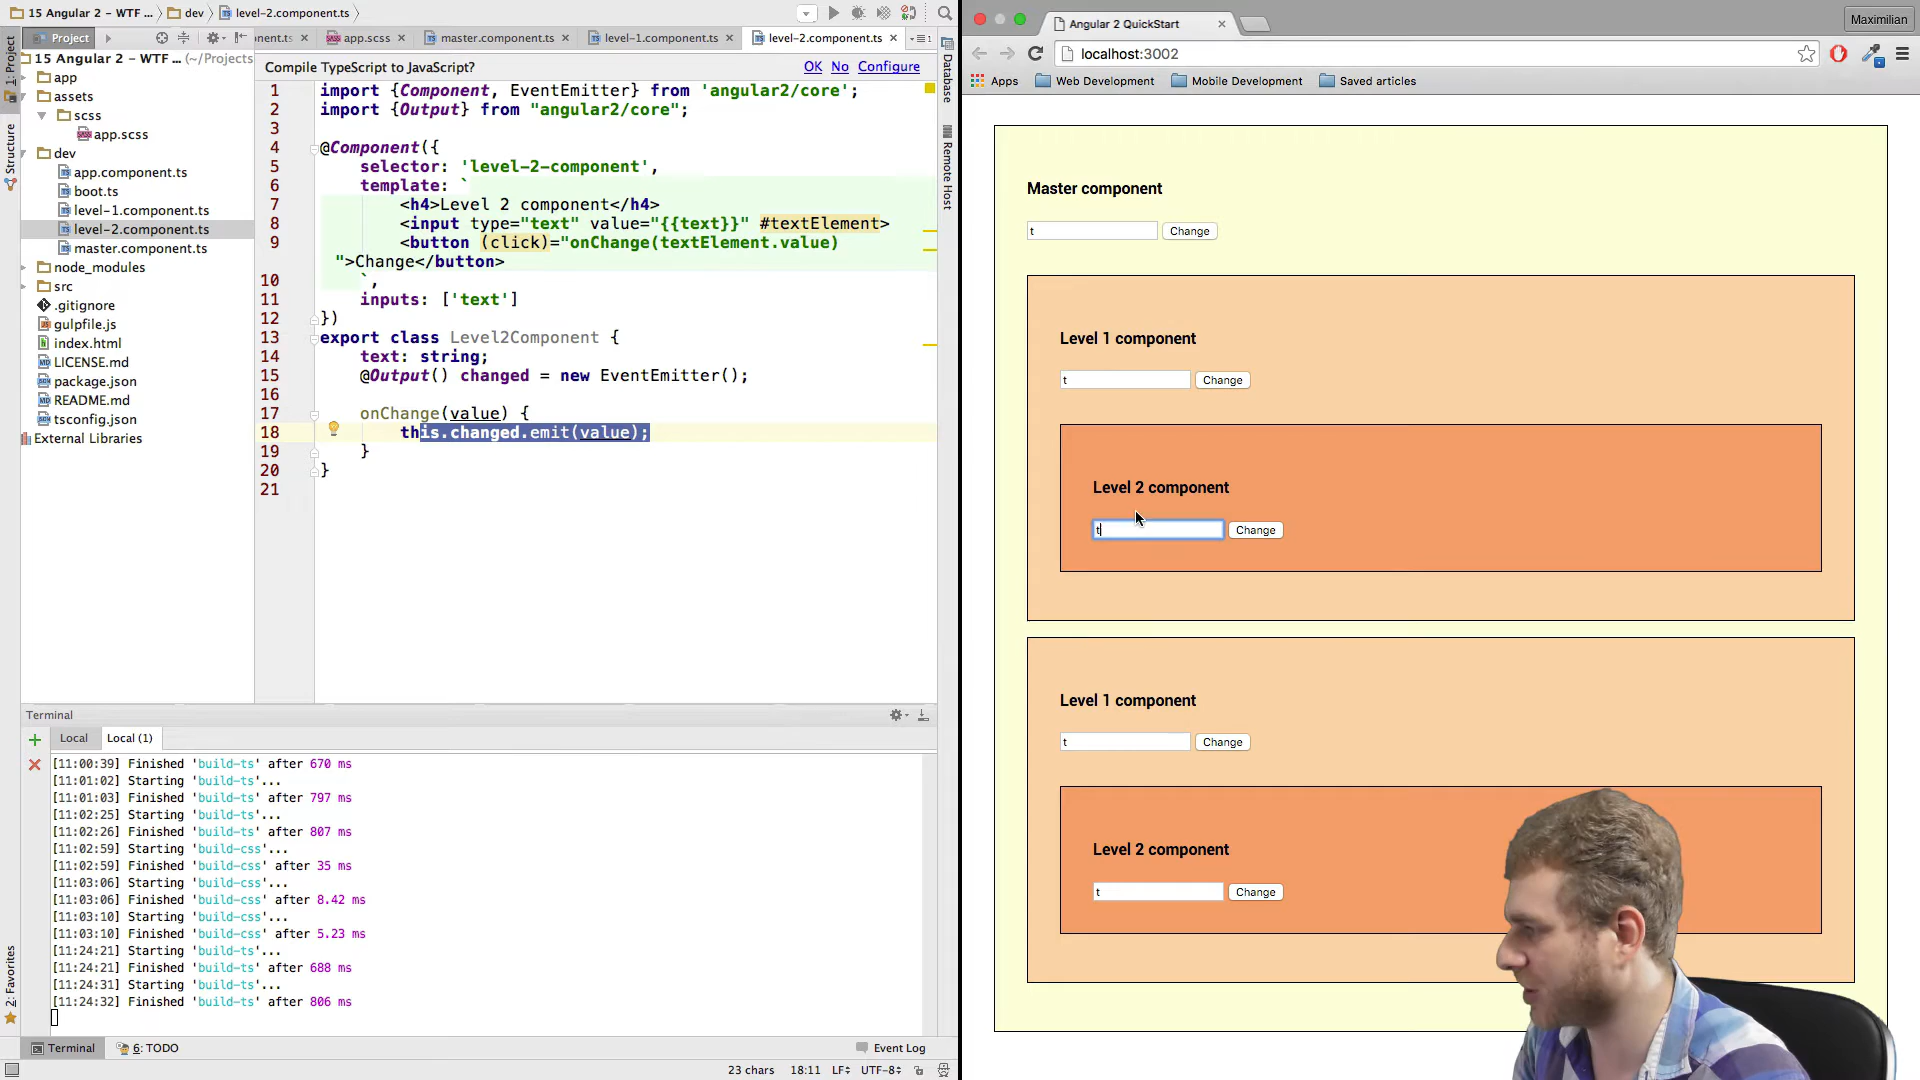 15 Angular 2 - WTF ... dev level-2.component.ts
Project
onent.ts app.scss master.component.ts level-1.component.ts level-2.component.ts
15 Angular 2 - WTF ... (~/Projects
app
assets
scss
app.scss
dev
app.component.ts
boot.ts
level-1.component.ts
level-2.component.ts
master.component.ts
node_modules
src
.gitignore
gulpfile.js
index.html
LICENSE.md
package.json
README.md
tsconfig.json
External Libraries
1: Project
Structure
2: Favorites
Compile TypeScript to JavaScript? OK No Configure
1 import {Component, EventEmitter} from 'angular2/core';
2 import {Output} from "angular2/core";
3
4 @Component({
5 selector: 'level-2-component',
6 template: `
7 <h4>Level 2 component</h4>
8 <input type="text" value="{{text}}" #textElement>
9 <button (click)="onChange(textElement.value)
">Change</button>
10 `,
11 inputs: ['text']
12 })
13 export class Level2Component {
14 text: string;
15 @Output() changed = new EventEmitter();
16
17 onChange(value) {
18 this.changed.emit(value);
19 }
20 }
21
Database
Remote Host
Terminal
Local Local (1)
[11:00:39] Finished 'build-ts' after 670 ms
[11:01:02] Starting 'build-ts'...
[11:01:03] Finished 'build-ts' after 797 ms
[11:02:25] Starting 'build-ts'...
[11:02:26] Finished 'build-ts' after 807 ms
[11:02:59] Starting 'build-css'...
[11:02:59] Finished 'build-css' after 35 ms
[11:03:06] Starting 'build-css'...
[11:03:06] Finished 'build-css' after 8.42 ms
[11:03:10] Starting 'build-css'...
[11:03:10] Finished 'build-css' after 5.23 ms
[11:24:21] Starting 'build-ts'...
[11:24:21] Finished 'build-ts' after 688 ms
[11:24:31] Starting 'build-ts'...
[11:24:32] Finished 'build-ts' after 806 ms
Terminal 6: TODO Event Log
23 chars 18:11 LF UTF-8
Angular 2 QuickStart Maximilian
localhost:3002
Apps Web Development Mobile Development Saved articles
Master component
t Change
Level 1 component
t Change
Level 2 component
t Change
Level 1 component
t Change
Level 2 component
t Change